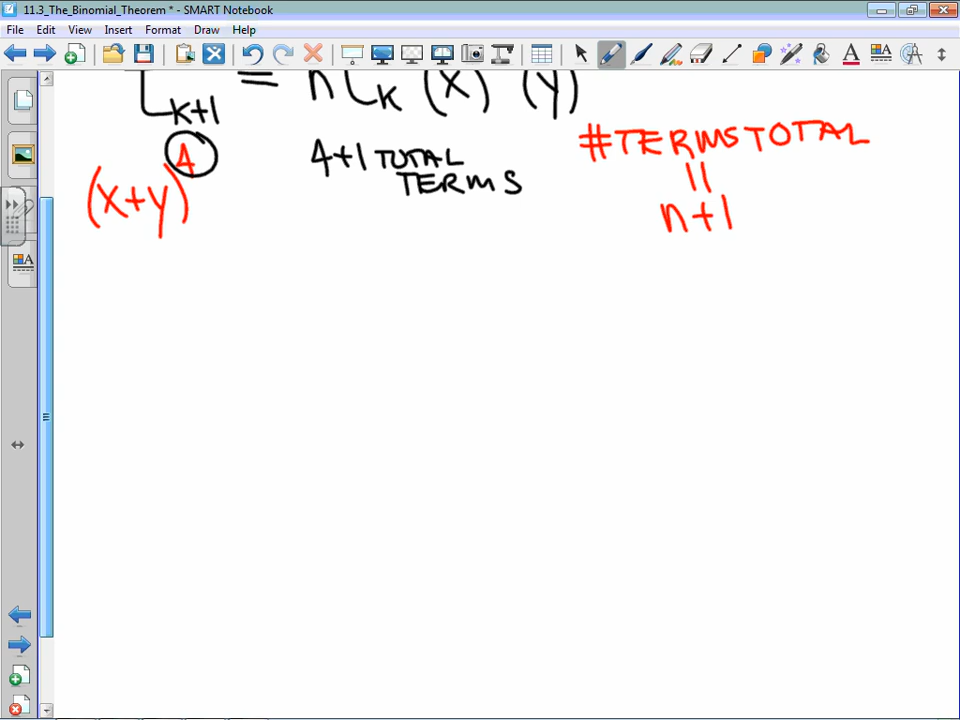 11.3_The_Binomial_Theorem * - SMART Notebook
File Edit View Insert Format Draw Help
K+1 = nCK (x) (y)
(x+y)^4
4+1 TOTAL
TERMS
#TERMS TOTAL
=
n+1